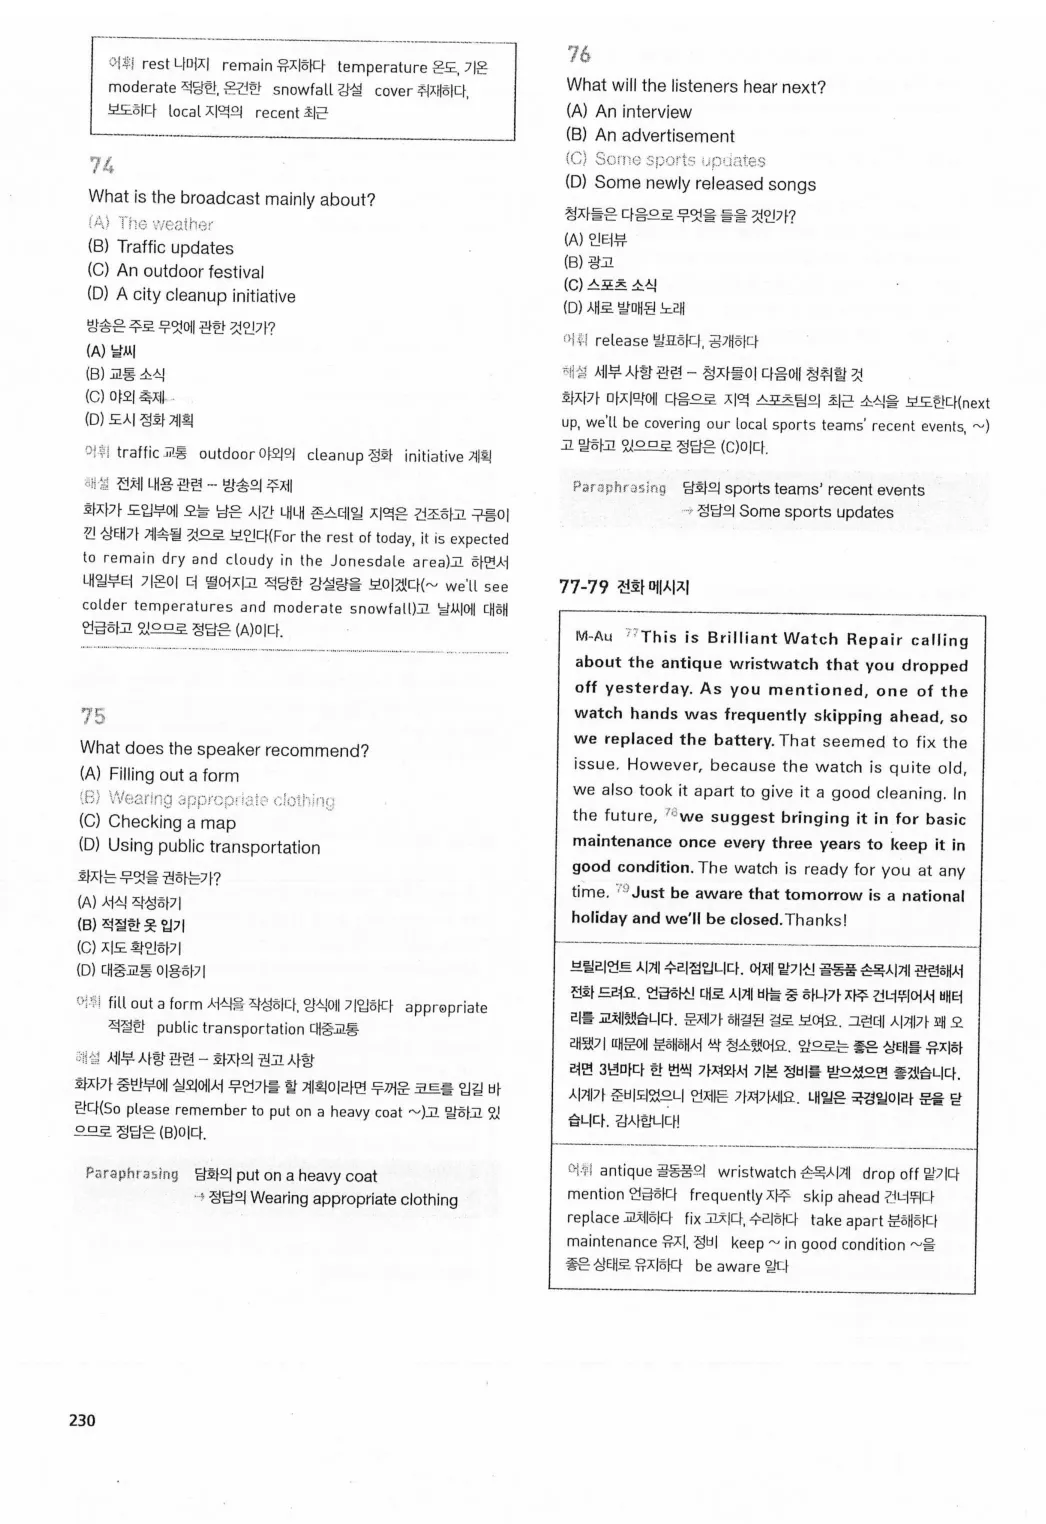 어휘 rest 나머지 remain 유지하다 temperature 온도, 기온
moderate 적당한, 온건한 snowfall 강설 cover 취재하다,
보도하다 local 지역의 recent 최근
74
What is the broadcast mainly about?
(A) The weather
(B) Traffic updates
(C) An outdoor festival
(D) A city cleanup initiative
방송은 주로 무엇에 관한 것인가?
(A) 날씨
(B) 교통 소식
(C) 야외 축제
(D) 도시 정화 계획
어휘 traffic 교통 outdoor 야외의 cleanup 정화 initiative 계획
해설 전체 내용 관련 - 방송의 주제
화자가 도입부에 오늘 남은 시간 내내 존스데일 지역은 건조하고 구름이
낀 상태가 계속될 것으로 보인다(For the rest of today, it is expected
to remain dry and cloudy in the Jonesdale area)고 하면서
내일부터 기온이 더 떨어지고 적당한 강설량을 보이겠다(~ we'll see
colder temperatures and moderate snowfall)고 날씨에 대해
언급하고 있으므로 정답은 (A)이다.
75
What does the speaker recommend?
(A) Filling out a form
(B) Wearing appropriate clothing
(C) Checking a map
(D) Using public transportation
화자는 무엇을 권하는가?
(A) 서식 작성하기
(B) 적절한 옷 입기
(C) 지도 확인하기
(D) 대중교통 이용하기
어휘 fill out a form 서식을 작성하다, 양식에 기입하다 appropriate
적절한 public transportation 대중교통
해설 세부 사항 관련 - 화자의 권고 사항
화자가 중반부에 실외에서 무언가를 할 계획이라면 두꺼운 코트를 입길 바
란다(So please remember to put on a heavy coat ~)고 말하고 있
으므로 정답은 (B)이다.
Paraphrasing 담화의 put on a heavy coat
→ 정답의 Wearing appropriate clothing
230
76
What will the listeners hear next?
(A) An interview
(B) An advertisement
(C) Some sports updates
(D) Some newly released songs
청자들은 다음으로 무엇을 들을 것인가?
(A) 인터뷰
(B) 광고
(C) 스포츠 소식
(D) 새로 발매된 노래
어휘 release 발표하다, 공개하다
해설 세부 사항 관련 - 청자들이 다음에 청취할 것
화자가 마지막에 다음으로 지역 스포츠팀의 최근 소식을 보도한다(next
up, we'll be covering our local sports teams' recent events, ~)
고 말하고 있으므로 정답은 (C)이다.
Paraphrasing 담화의 sports teams' recent events
→ 정답의 Some sports updates
77-79 전화 메시지
M-Au 77This is Brilliant Watch Repair calling
about the antique wristwatch that you dropped
off yesterday. As you mentioned, one of the
watch hands was frequently skipping ahead, so
we replaced the battery. That seemed to fix the
issue. However, because the watch is quite old,
we also took it apart to give it a good cleaning. In
the future, 78we suggest bringing it in for basic
maintenance once every three years to keep it in
good condition. The watch is ready for you at any
time. 79Just be aware that tomorrow is a national
holiday and we'll be closed. Thanks!
브릴리언트 시계 수리점입니다. 어제 맡기신 골동품 손목시계 관련해서
전화 드려요. 언급하신 대로 시계 바늘 중 하나가 자주 건너뛰어서 배터
리를 교체했습니다. 문제가 해결된 걸로 보여요. 그런데 시계가 꽤 오
래됐기 때문에 분해해서 싹 청소했어요. 앞으로는 좋은 상태를 유지하
려면 3년마다 한 번씩 가져와서 기본 정비를 받으셨으면 좋겠습니다.
시계가 준비되었으니 언제든 가져가세요. 내일은 국경일이라 문을 닫
습니다. 감사합니다!
어휘 antique 골동품의 wristwatch 손목시계 drop off 맡기다
mention 언급하다 frequently 자주 skip ahead 건너뛰다
replace 교체하다 fix 고치다, 수리하다 take apart 분해하다
maintenance 유지, 정비 keep ~ in good condition ~을
좋은 상태로 유지하다 be aware 알다